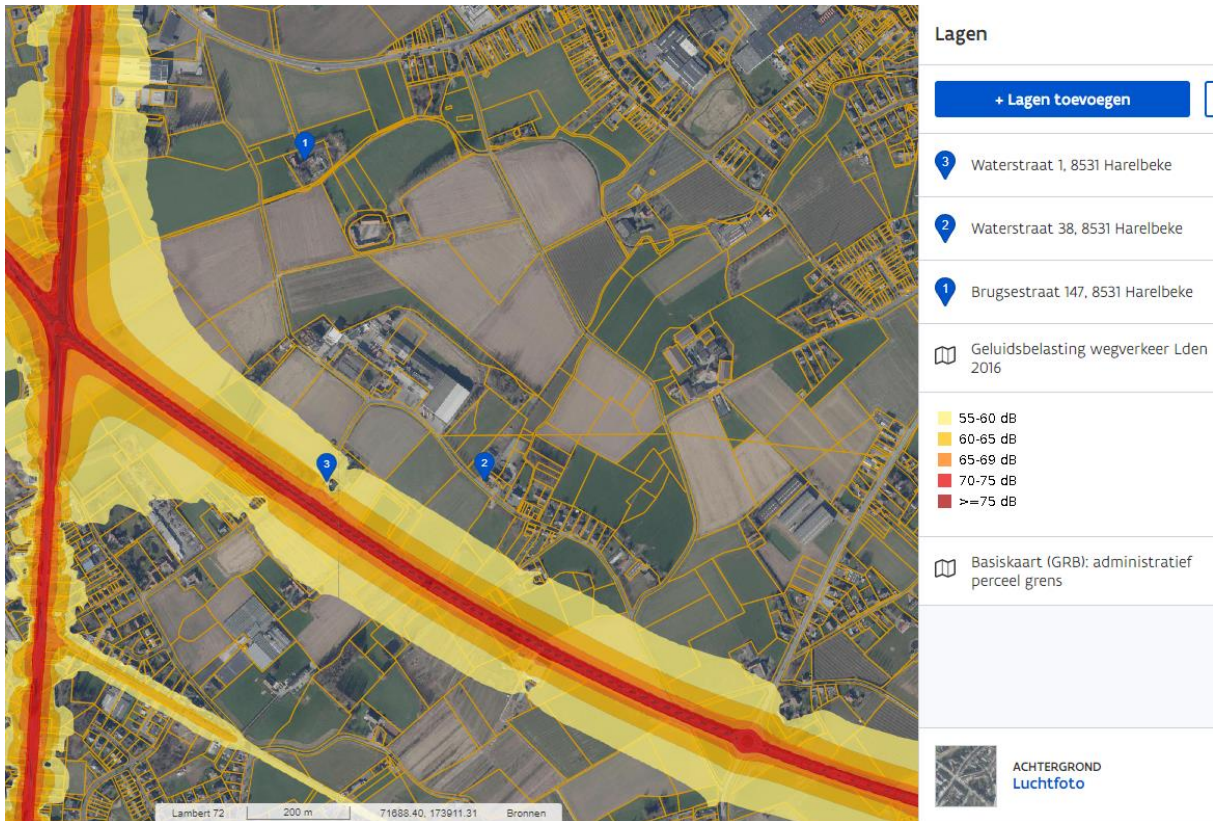 1
3
2
Lambert 72
200 m
71688.40, 173911.31
Bronnen
Lagen
+ Lagen toevoegen
3 Waterstraat 1, 8531 Harelbeke
2 Waterstraat 38, 8531 Harelbeke
1 Brugsestraat 147, 8531 Harelbeke
Geluidsbelasting wegverkeer Lden
2016
55-60 dB
60-65 dB
65-69 dB
70-75 dB
>=75 dB
Basiskaart (GRB): administratief
perceel grens
ACHTERGROND
Luchtfoto